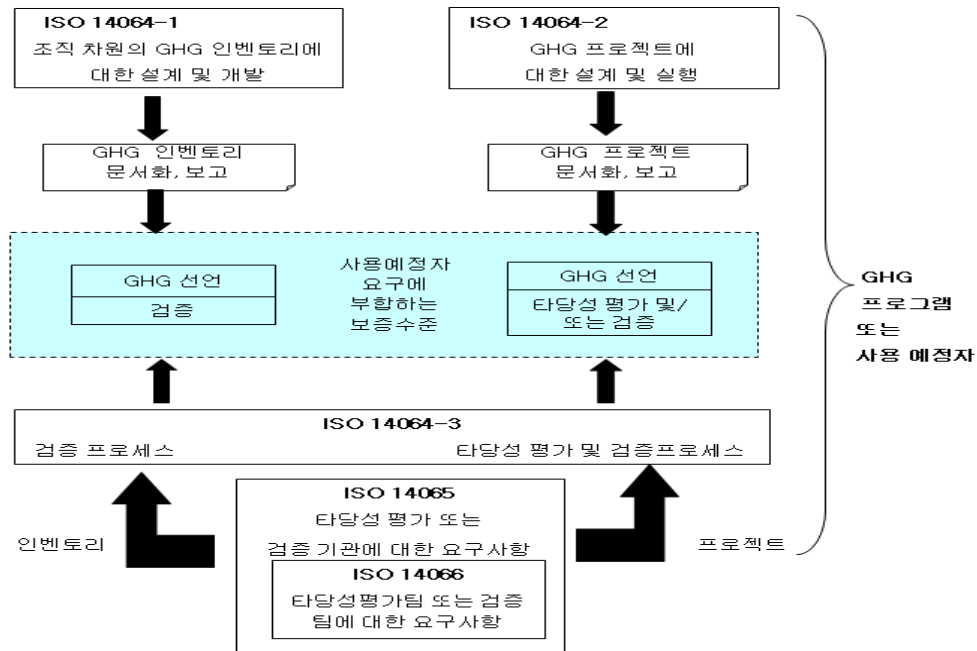 ISO 14064-1
조직 차원의 GHG 인벤토리에
대한 설계 및 개발
ISO 14064-2
GHG 프로젝트에
대한 설계 및 실행
GHG 인벤토리
문서화, 보고
GHG 프로젝트
문서화, 보고
GHG 선언
검증
사용예정자
요구에
부합하는
보증수준
GHG 선언
타당성 평가 및/
또는 검증
GHG
프로그램
또는
사용 예정자
ISO 14064-3
검증 프로세스
타당성 평가 및 검증프로세스
인벤토리
ISO 14065
타당성 평가 또는
검증 기관에 대한 요구사항
ISO 14066
타당성평가팀 또는 검증
팀에 대한 요구사항
프로젝트